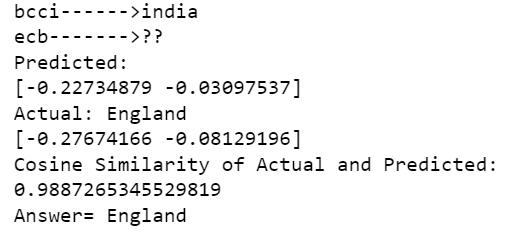 bcci------>india
ecb------->??
Predicted:
[-0.22734879 -0.03097537]
Actual: England
[-0.27674166 -0.08129196]
Cosine Similarity of Actual and Predicted:
0.9887265345529819
Answer= England